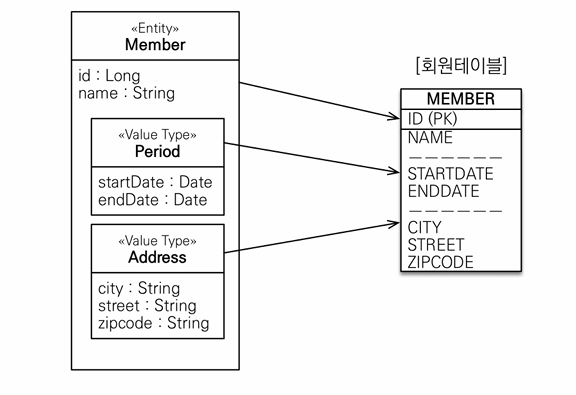 «Entity»
Member
id : Long
name : String
«Value Type»
Period
startDate : Date
endDate : Date
«Value Type»
Address
city : String
street : String
zipcode : String
[회원테이블]
MEMBER
ID (PK)
NAME
STARTDATE
ENDDATE
CITY
STREET
ZIPCODE